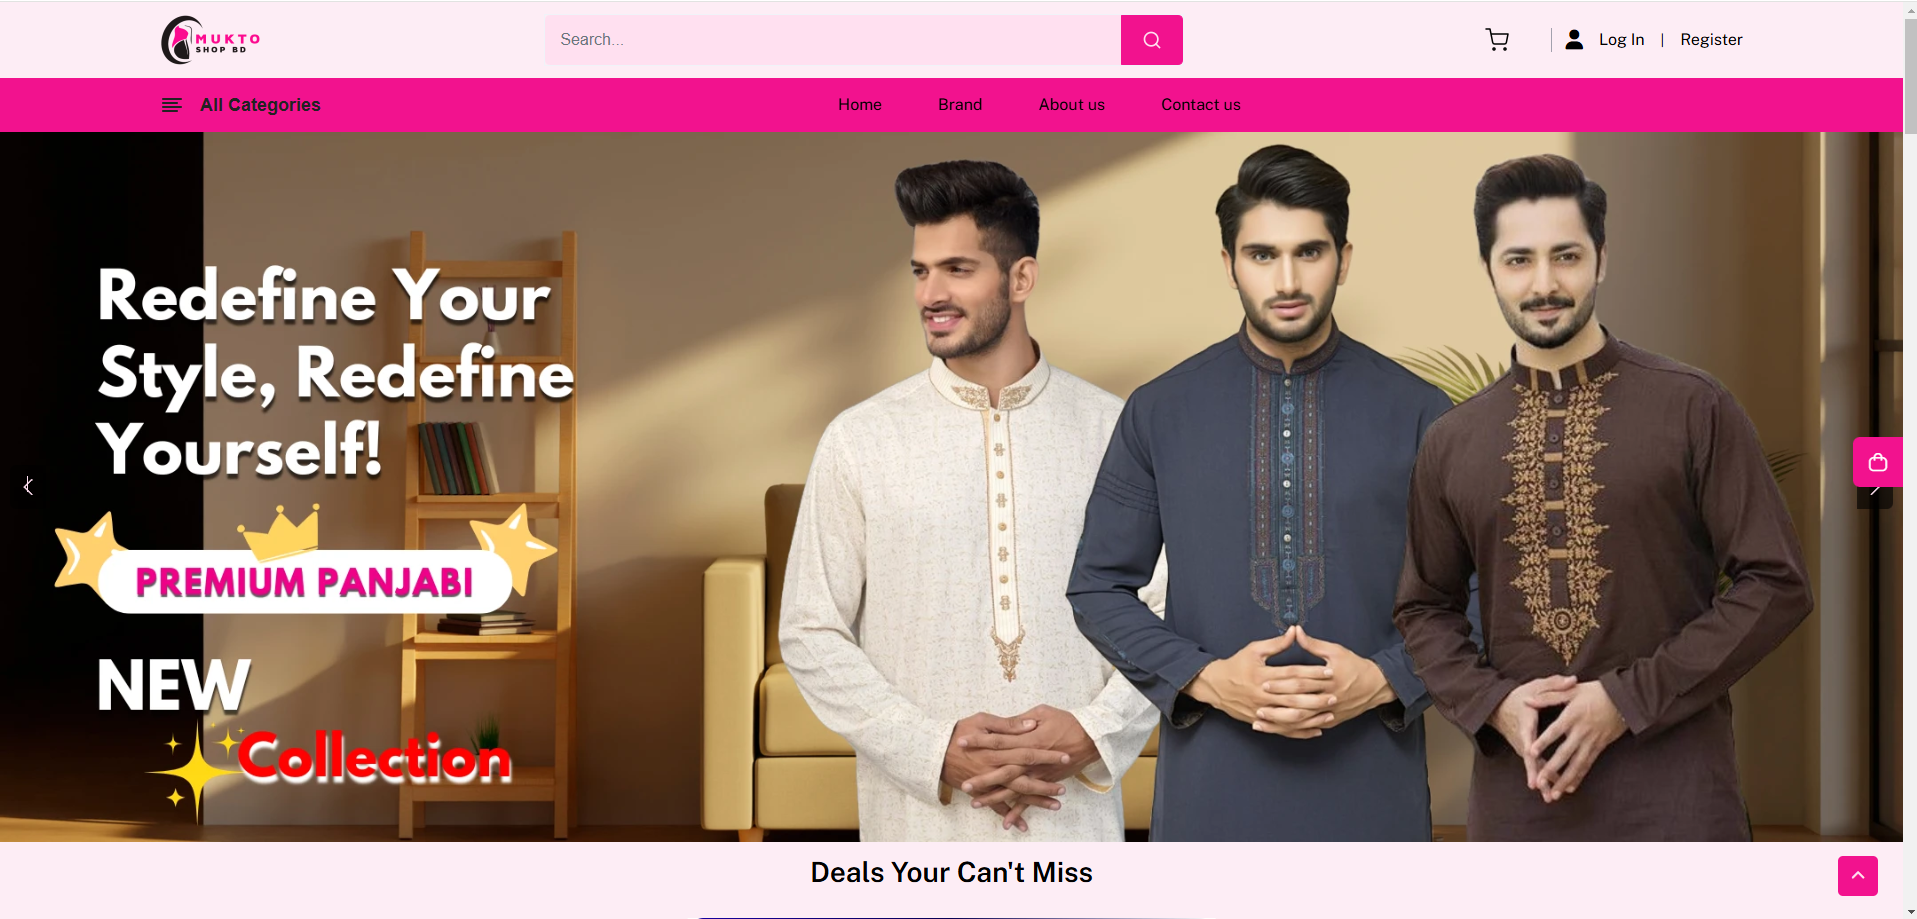 MUKTO
SHOP BD
Search...
Log In | Register
All Categories
Home
Brand
About us
Contact us
Redefine Your
Style, Redefine
Yourself!
PREMIUM PANJABI
NEW
Collection
Deals Your Can't Miss